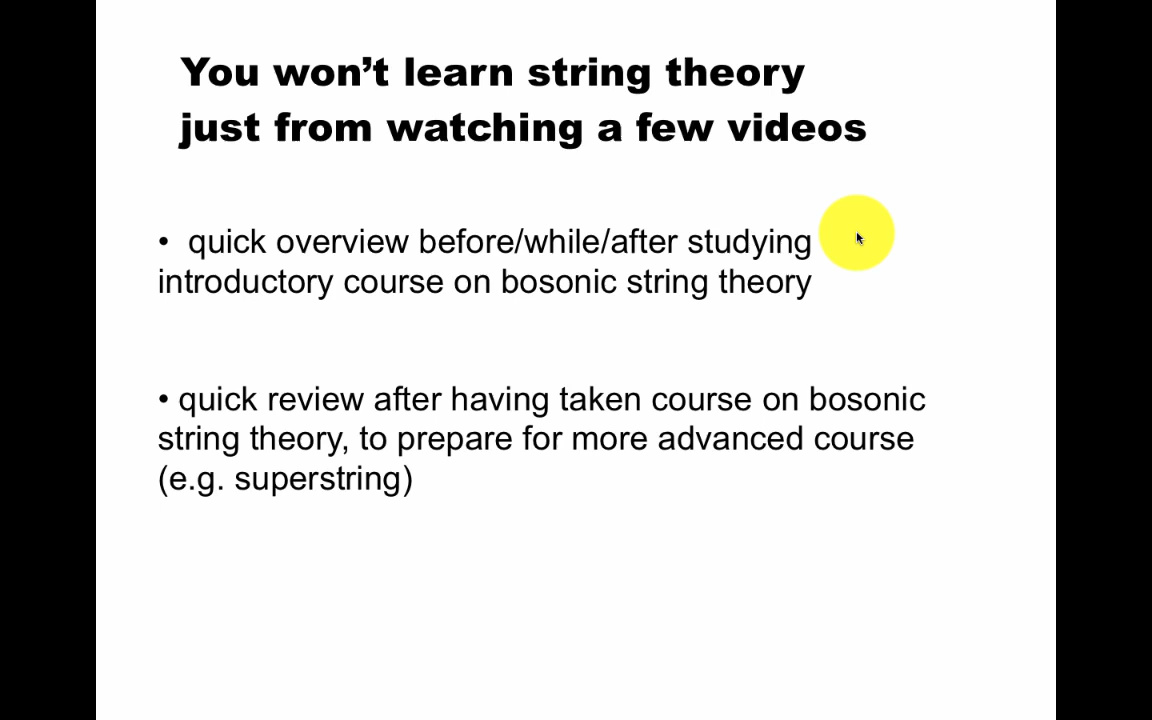 You won’t learn string theory
just from watching a few videos
• quick overview before/while/after studying
introductory course on bosonic string theory
• quick review after having taken course on bosonic
string theory, to prepare for more advanced course
(e.g. superstring)